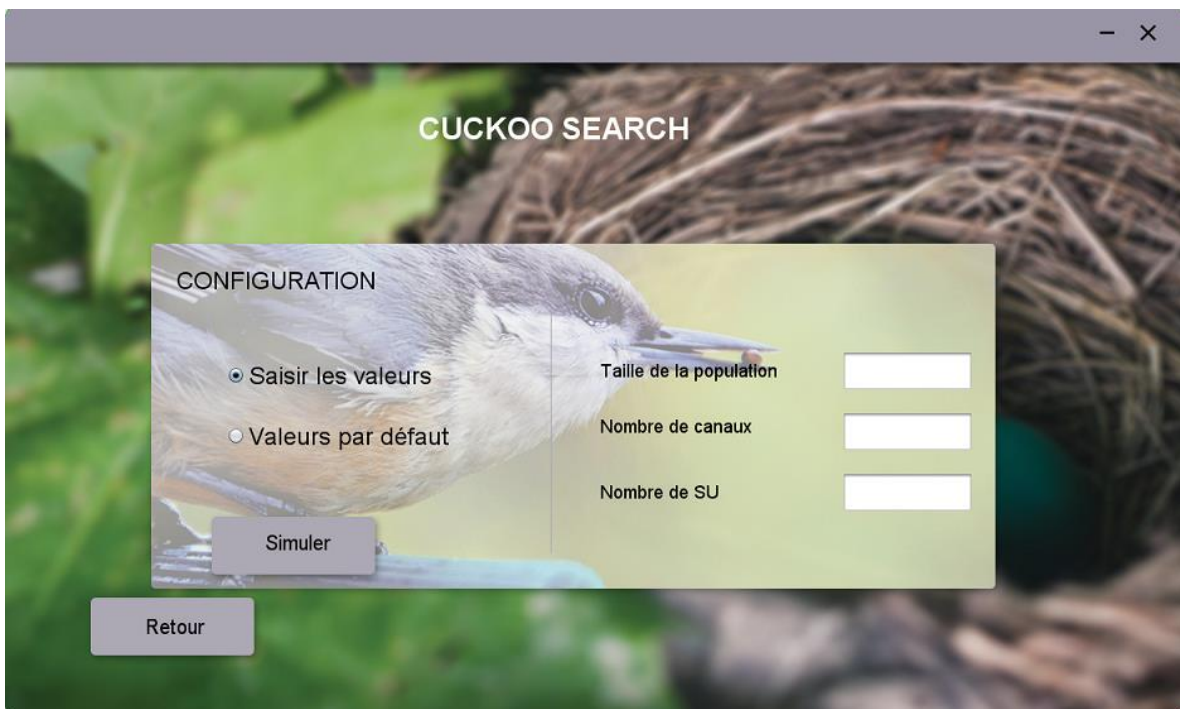 CUCKOO SEARCH
CONFIGURATION
Saisir les valeurs
Valeurs par défaut
Simuler
Taille de la population
Nombre de canaux
Nombre de SU
Retour